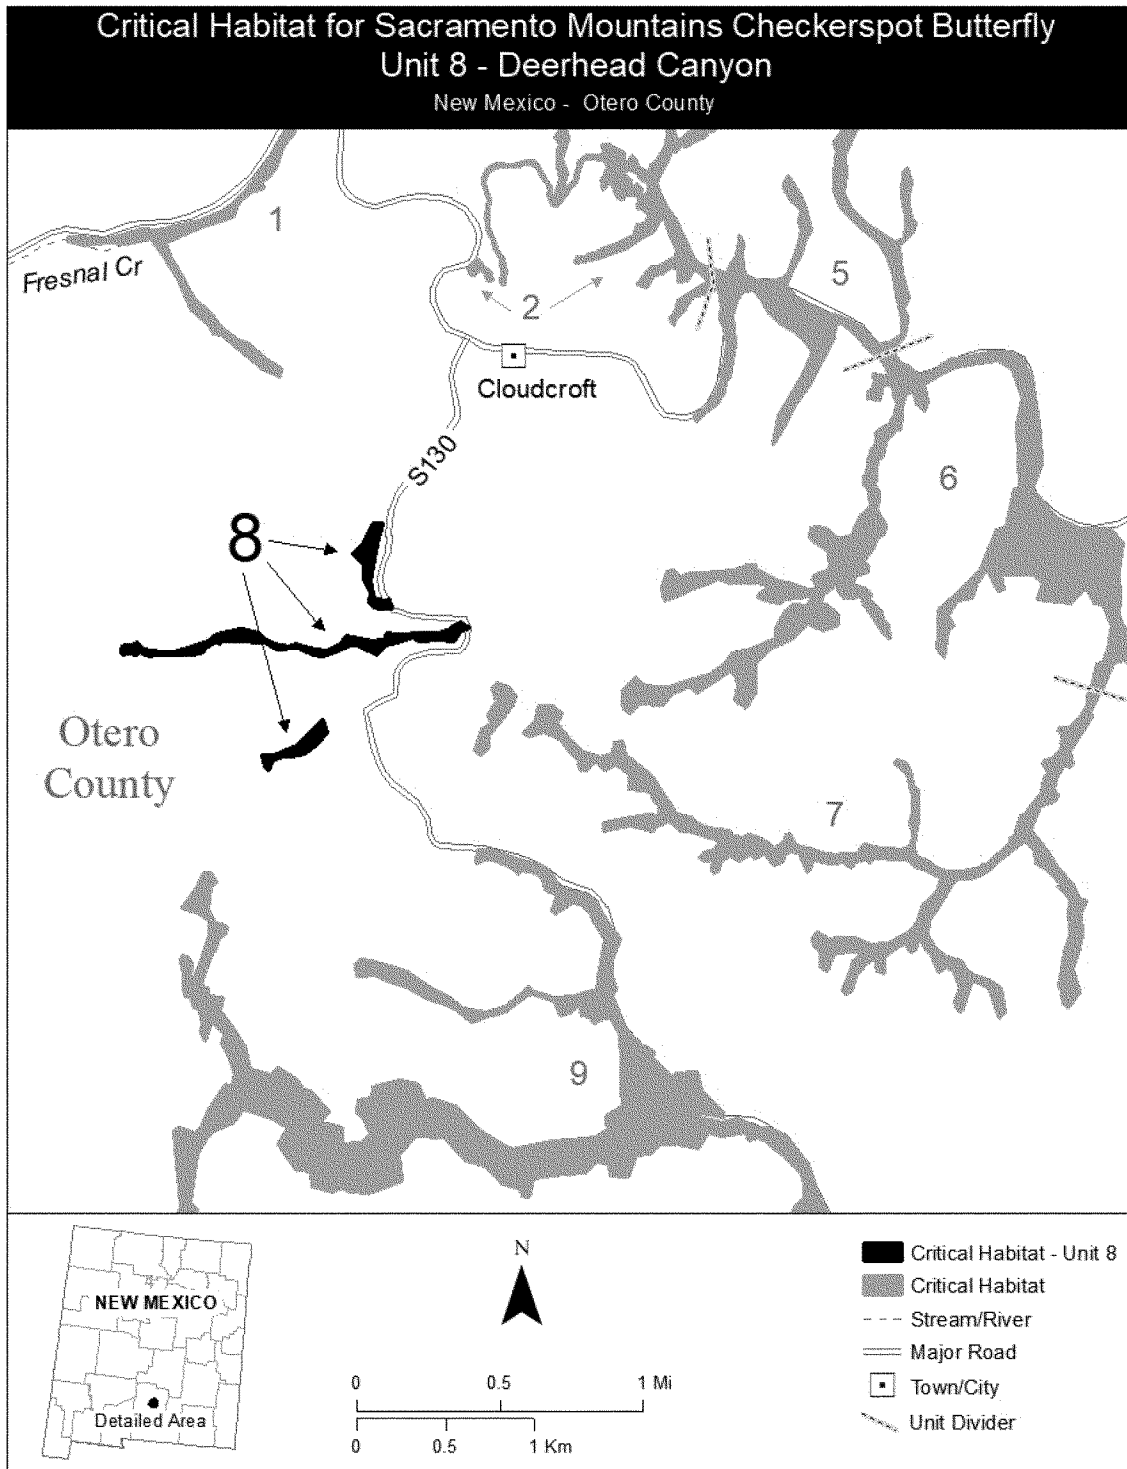 Critical Habitat for Sacramento Mountains Checkerspot Butterfly
Unit 8 - Deerhead Canyon
New Mexico - Otero County
1
Fresnal Cr
2
5
Cloudcroft
S130
6
8
Otero
County
7
9
NEW MEXICO
Detailed Area
N
0 0.5 1 Mi
0 0.5 1 Km
Critical Habitat - Unit 8
Critical Habitat
Stream/River
Major Road
Town/City
Unit Divider